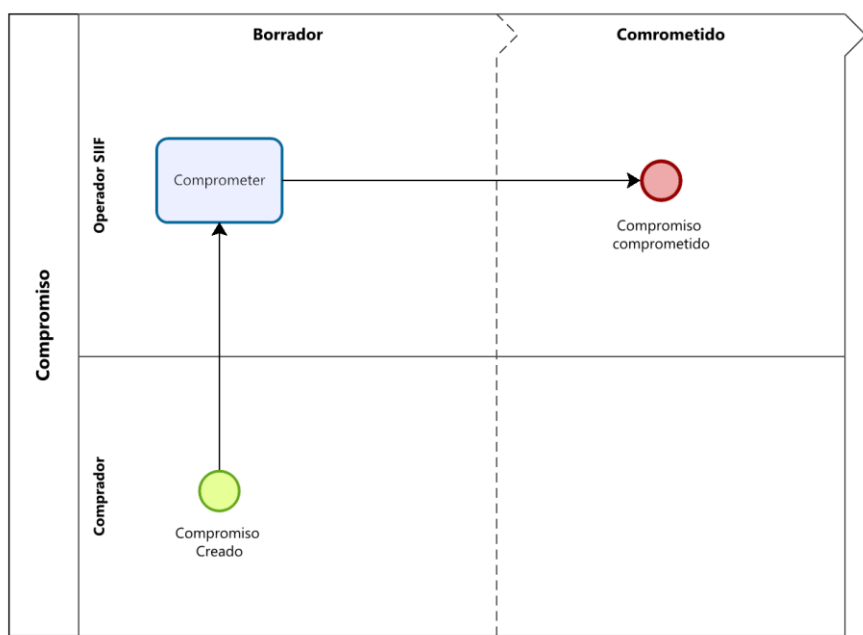 Borrador
Comrometido
Compromiso
Operador SIIF
Comprometer
Compromiso
comprometido
Comprador
Compromiso
Creado